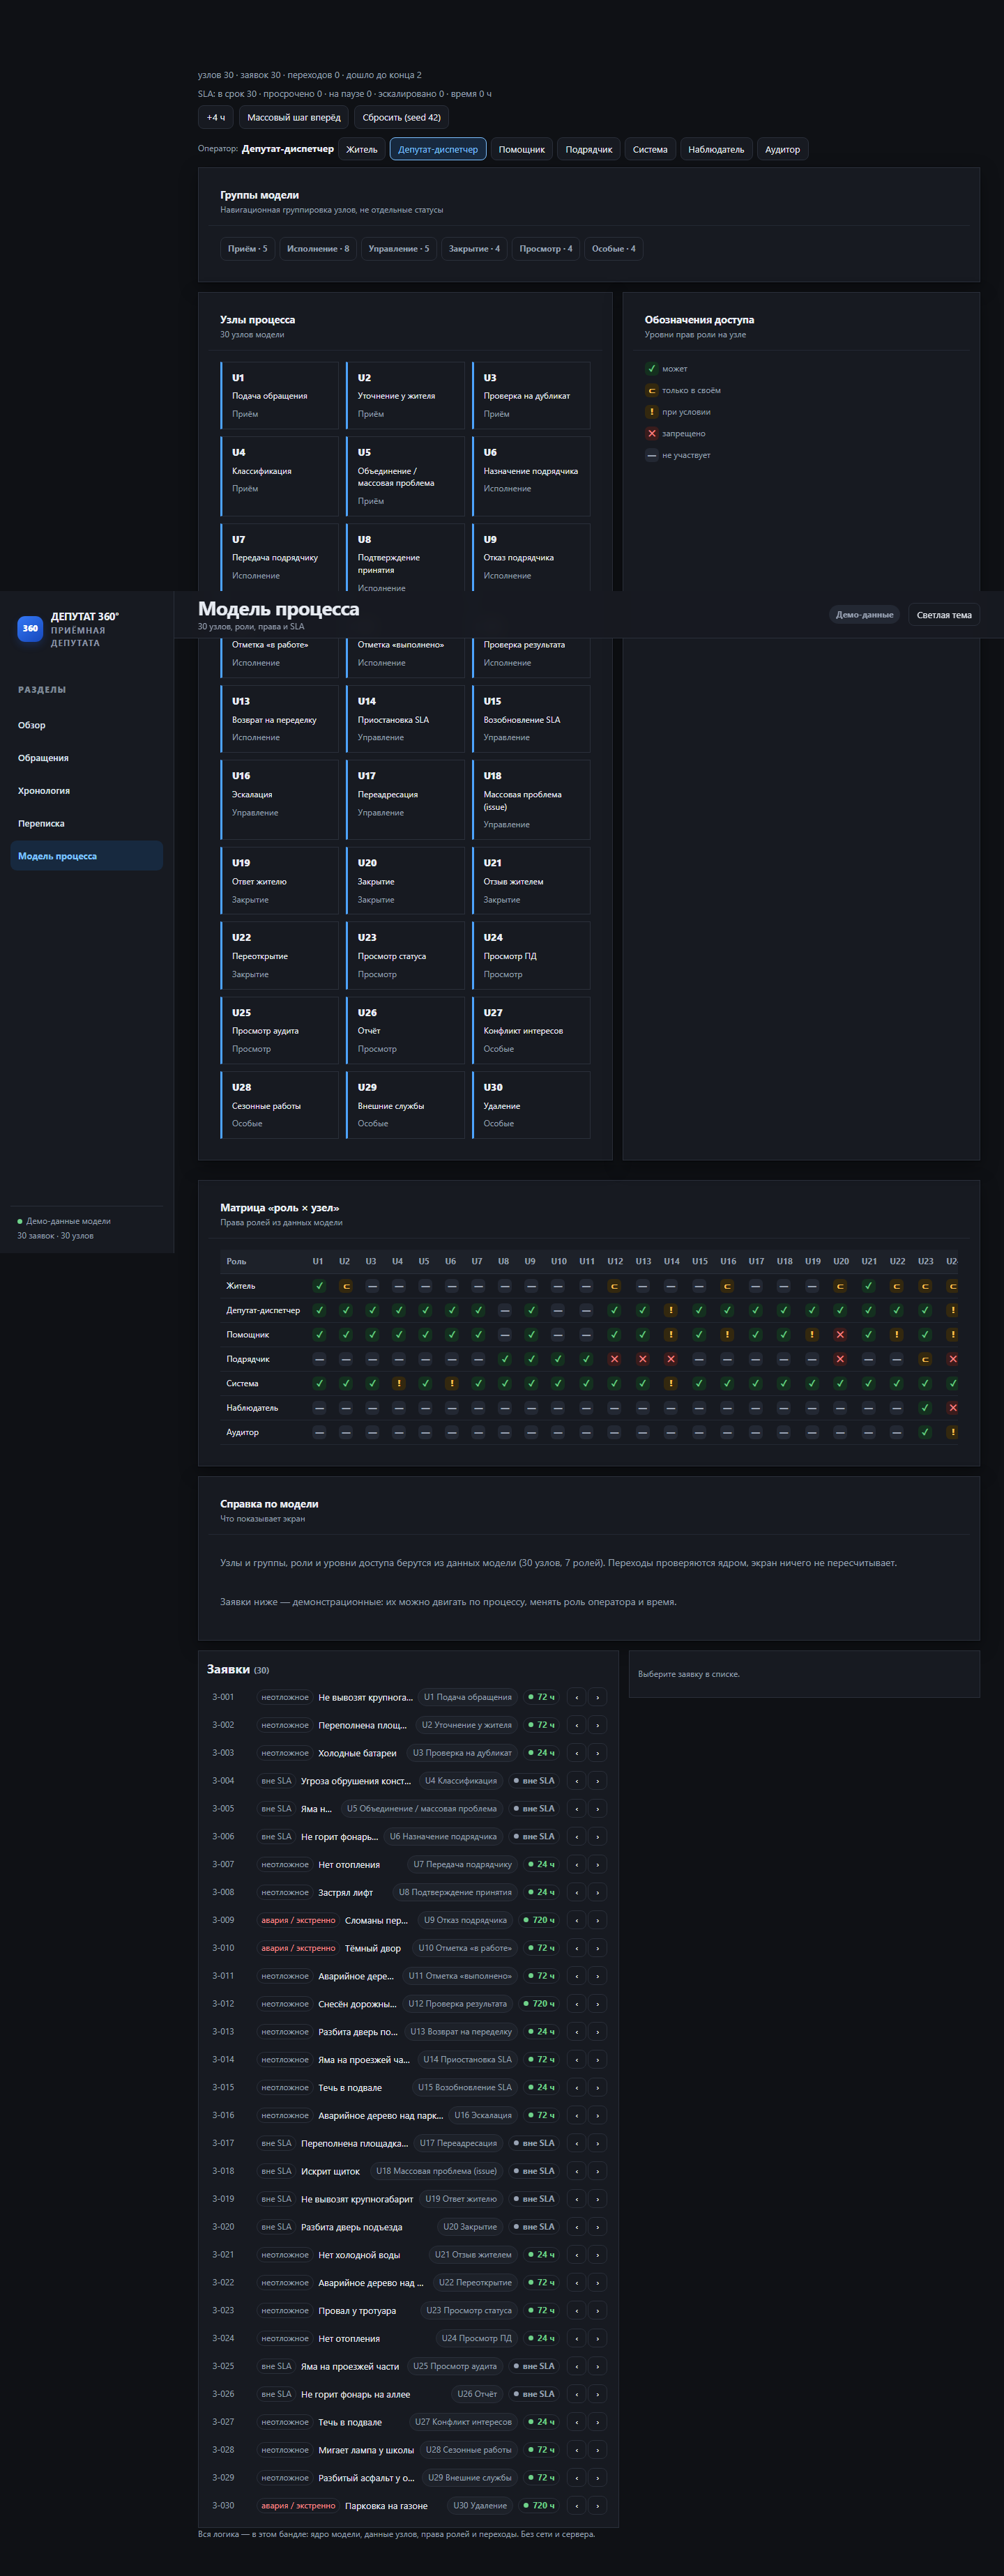 узлов 30 · заявок 30 · переходов 0 · дошло до конца 2
SLA: в срок 30 · просрочено 0 · на паузе 0 · эскалировано 0 · время 0 ч
+4 ч Массовый шаг вперёд Сбросить (seed 42)
Оператор: Депутат-диспетчер Житель Депутат-диспетчер Помощник Подрядчик Система Наблюдатель Аудитор
Группы модели
Навигационная группировка узлов, не отдельные статусы
Приём · 5 Исполнение · 8 Управление · 5 Закрытие · 4 Просмотр · 4 Особые · 4
Узлы процесса
30 узлов модели
Обозначения доступа
Уровни прав роли на узле
✓ может
⊂ только в своём
! при условии
✕ запрещено
— не участвует
U1 U2 U3
Подача обращения Уточнение у жителя Проверка на дубликат
Приём Приём Приём
U4 U5 U6
Классификация Объединение / массовая проблема Назначение подрядчика
Приём Приём Исполнение
U7 U8 U9
Передача подрядчику Подтверждение принятия Отказ подрядчика
Исполнение Исполнение Исполнение
360 ДЕПУТАТ 360°
ПРИЁМНАЯ
ДЕПУТАТА
Модель процесса
30 узлов, роли, права и SLA
Демо-данные Светлая тема
РАЗДЕЛЫ
Обзор
Обращения
Хронология
Переписка
Модель процесса
Демо-данные модели
30 заявок · 30 узлов
Отметка «в работе» Отметка «выполнено» Проверка результата
Исполнение Исполнение Исполнение
U13 U14 U15
Возврат на переделку Приостановка SLA Возобновление SLA
Исполнение Управление Управление
U16 U17 U18
Эскалация Переадресация Массовая проблема (issue)
Управление Управление Управление
U19 U20 U21
Ответ жителю Закрытие Отзыв жителем
Закрытие Закрытие Закрытие
U22 U23 U24
Переоткрытие Просмотр статуса Просмотр ПД
Закрытие Просмотр Просмотр
U25 U26 U27
Просмотр аудита Отчёт Конфликт интересов
Просмотр Просмотр Особые
U28 U29 U30
Сезонные работы Внешние службы Удаление
Особые Особые Особые
Матрица «роль × узел»
Права ролей из данных модели
Роль U1 U2 U3 U4 U5 U6 U7 U8 U9 U10 U11 U12 U13 U14 U15 U16 U17 U18 U19 U20 U21 U22 U23
Житель ✓ ⊂ — — — — — — — — — ⊂ — — — ⊂ — — — ⊂ ✓ ⊂ ⊂ ⊂
Депутат-диспетчер ✓ ✓ ✓ ✓ ✓ ✓ ✓ — ✓ — — ✓ ✓ ! ✓ ✓ ✓ ✓ ✓ ✓ ✓ ✓ ✓ !
Помощник ✓ ✓ ✓ ✓ ✓ ✓ ✓ — ✓ — — ✓ ✓ ! ✓ ! ✓ ✓ ! ✕ ✓ ! ✓ !
Подрядчик — — — — — — — ✓ ✓ ✓ ✓ ✕ ✕ ✕ — — — — — ✕ — — ⊂ ✕
Система ✓ ✓ ✓ ! ✓ ! ✓ ✓ ✓ ✓ ✓ ✓ ✓ ! ✓ ✓ ✓ ✓ ✓ ✓ ✓ ✓ ✓ ✓
Наблюдатель — — — — — — — — — — — — — — — — — — — — — — ✓ ✕
Аудитор — — — — — — — — — — — — — — — — — — — — — — ✓ !
Справка по модели
Что показывает экран
Узлы и группы, роли и уровни доступа берутся из данных модели (30 узлов, 7 ролей). Переходы проверяются ядром, экран ничего не пересчитывает.
Заявки ниже — демонстрационные: их можно двигать по процессу, менять роль оператора и время.
Заявки (30)
Выберите заявку в списке.
З-001 неотложное Не вывозят крупнога... U1 Подача обращения 72 ч ‹ ›
З-002 неотложное Переполнена площ... U2 Уточнение у жителя 72 ч ‹ ›
З-003 неотложное Холодные батареи U3 Проверка на дубликат 24 ч ‹ ›
З-004 вне SLA Угроза обрушения конст... U4 Классификация вне SLA ‹ ›
З-005 вне SLA Яма н... U5 Объединение / массовая проблема вне SLA ‹ ›
З-006 вне SLA Не горит фонарь... U6 Назначение подрядчика вне SLA ‹ ›
З-007 неотложное Нет отопления U7 Передача подрядчику 24 ч ‹ ›
З-008 неотложное Застрял лифт U8 Подтверждение принятия 24 ч ‹ ›
З-009 авария / экстренно Сломаны пер... U9 Отказ подрядчика 720 ч ‹ ›
З-010 авария / экстренно Тёмный двор U10 Отметка «в работе» 72 ч ‹ ›
З-011 неотложное Аварийное дере... U11 Отметка «выполнено» 72 ч ‹ ›
З-012 неотложное Снесён дорожны... U12 Проверка результата 720 ч ‹ ›
З-013 неотложное Разбита дверь по... U13 Возврат на переделку 24 ч ‹ ›
З-014 неотложное Яма на проезжей ча... U14 Приостановка SLA 72 ч ‹ ›
З-015 неотложное Течь в подвале U15 Возобновление SLA 24 ч ‹ ›
З-016 неотложное Аварийное дерево над парк... U16 Эскалация 72 ч ‹ ›
З-017 вне SLA Переполнена площадка... U17 Переадресация вне SLA ‹ ›
З-018 вне SLA Искрит щиток U18 Массовая проблема (issue) вне SLA ‹ ›
З-019 вне SLA Не вывозят крупногабарит U19 Ответ жителю вне SLA ‹ ›
З-020 вне SLA Разбита дверь подъезда U20 Закрытие вне SLA ‹ ›
З-021 неотложное Нет холодной воды U21 Отзыв жителем 24 ч ‹ ›
З-022 неотложное Аварийное дерево над ... U22 Переоткрытие 72 ч ‹ ›
З-023 неотложное Провал у тротуара U23 Просмотр статуса 72 ч ‹ ›
З-024 неотложное Нет отопления U24 Просмотр ПД 24 ч ‹ ›
З-025 вне SLA Яма на проезжей части U25 Просмотр аудита вне SLA ‹ ›
З-026 вне SLA Не горит фонарь на аллее U26 Отчёт вне SLA ‹ ›
З-027 неотложное Течь в подвале U27 Конфликт интересов 24 ч ‹ ›
З-028 неотложное Мигает лампа у школы U28 Сезонные работы 72 ч ‹ ›
З-029 неотложное Разбитый асфальт у о... U29 Внешние службы 72 ч ‹ ›
З-030 авария / экстренно Парковка на газоне U30 Удаление 720 ч ‹ ›
Вся логика — в этом бандле: ядро модели, данные узлов, права ролей и переходы. Без сети и сервера.